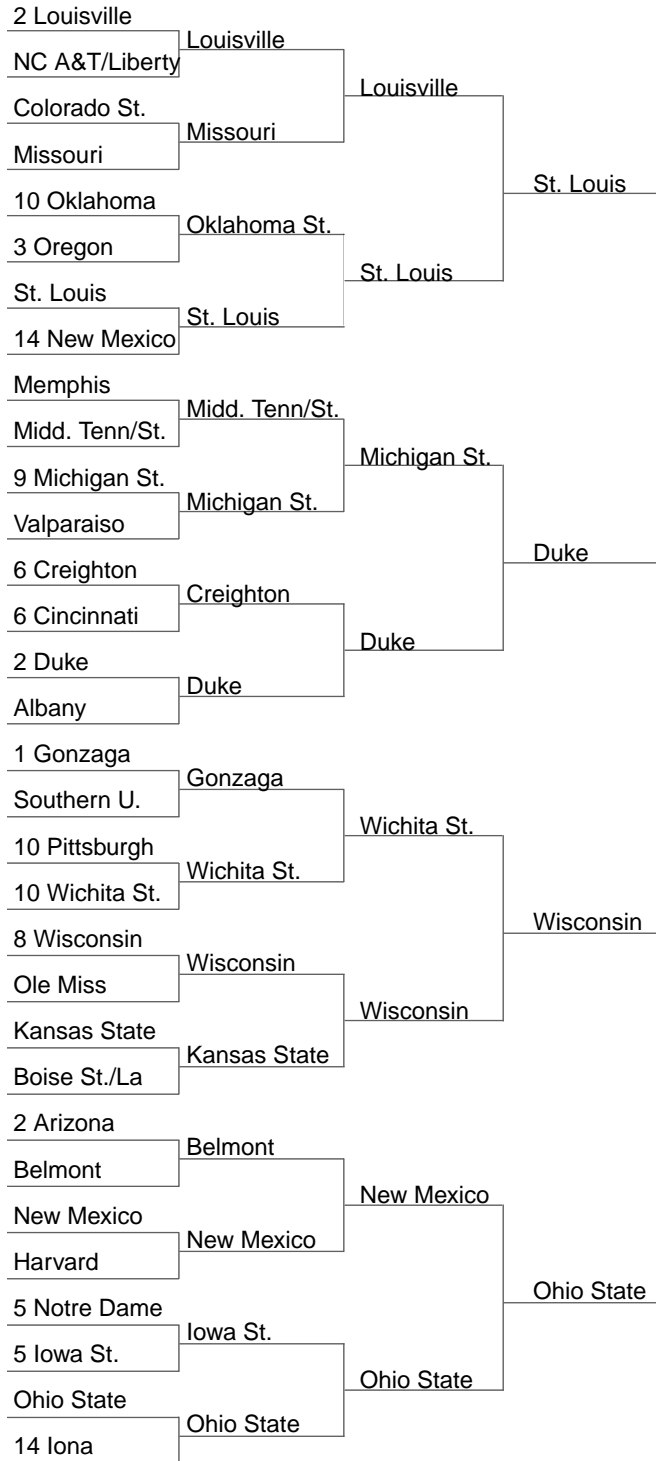 2 Louisville
NC A&T/Liberty
Colorado St.
Missouri
10 Oklahoma
3 Oregon
St. Louis
14 New Mexico
Memphis
Midd. Tenn/St.
9 Michigan St.
Valparaiso
6 Creighton
6 Cincinnati
2 Duke
Albany
1 Gonzaga
Southern U.
10 Pittsburgh
10 Wichita St.
8 Wisconsin
Ole Miss
Kansas State
Boise St./La
2 Arizona
Belmont
New Mexico
Harvard
5 Notre Dame
5 Iowa St.
Ohio State
14 Iona
Louisville
Missouri
Oklahoma St.
St. Louis
Midd. Tenn/St.
Michigan St.
Creighton
Duke
Gonzaga
Wichita St.
Wisconsin
Kansas State
Belmont
New Mexico
Iowa St.
Ohio State
Louisville
St. Louis
Michigan St.
Duke
Wichita St.
Wisconsin
New Mexico
Ohio State
St. Louis
Duke
Wisconsin
Ohio State